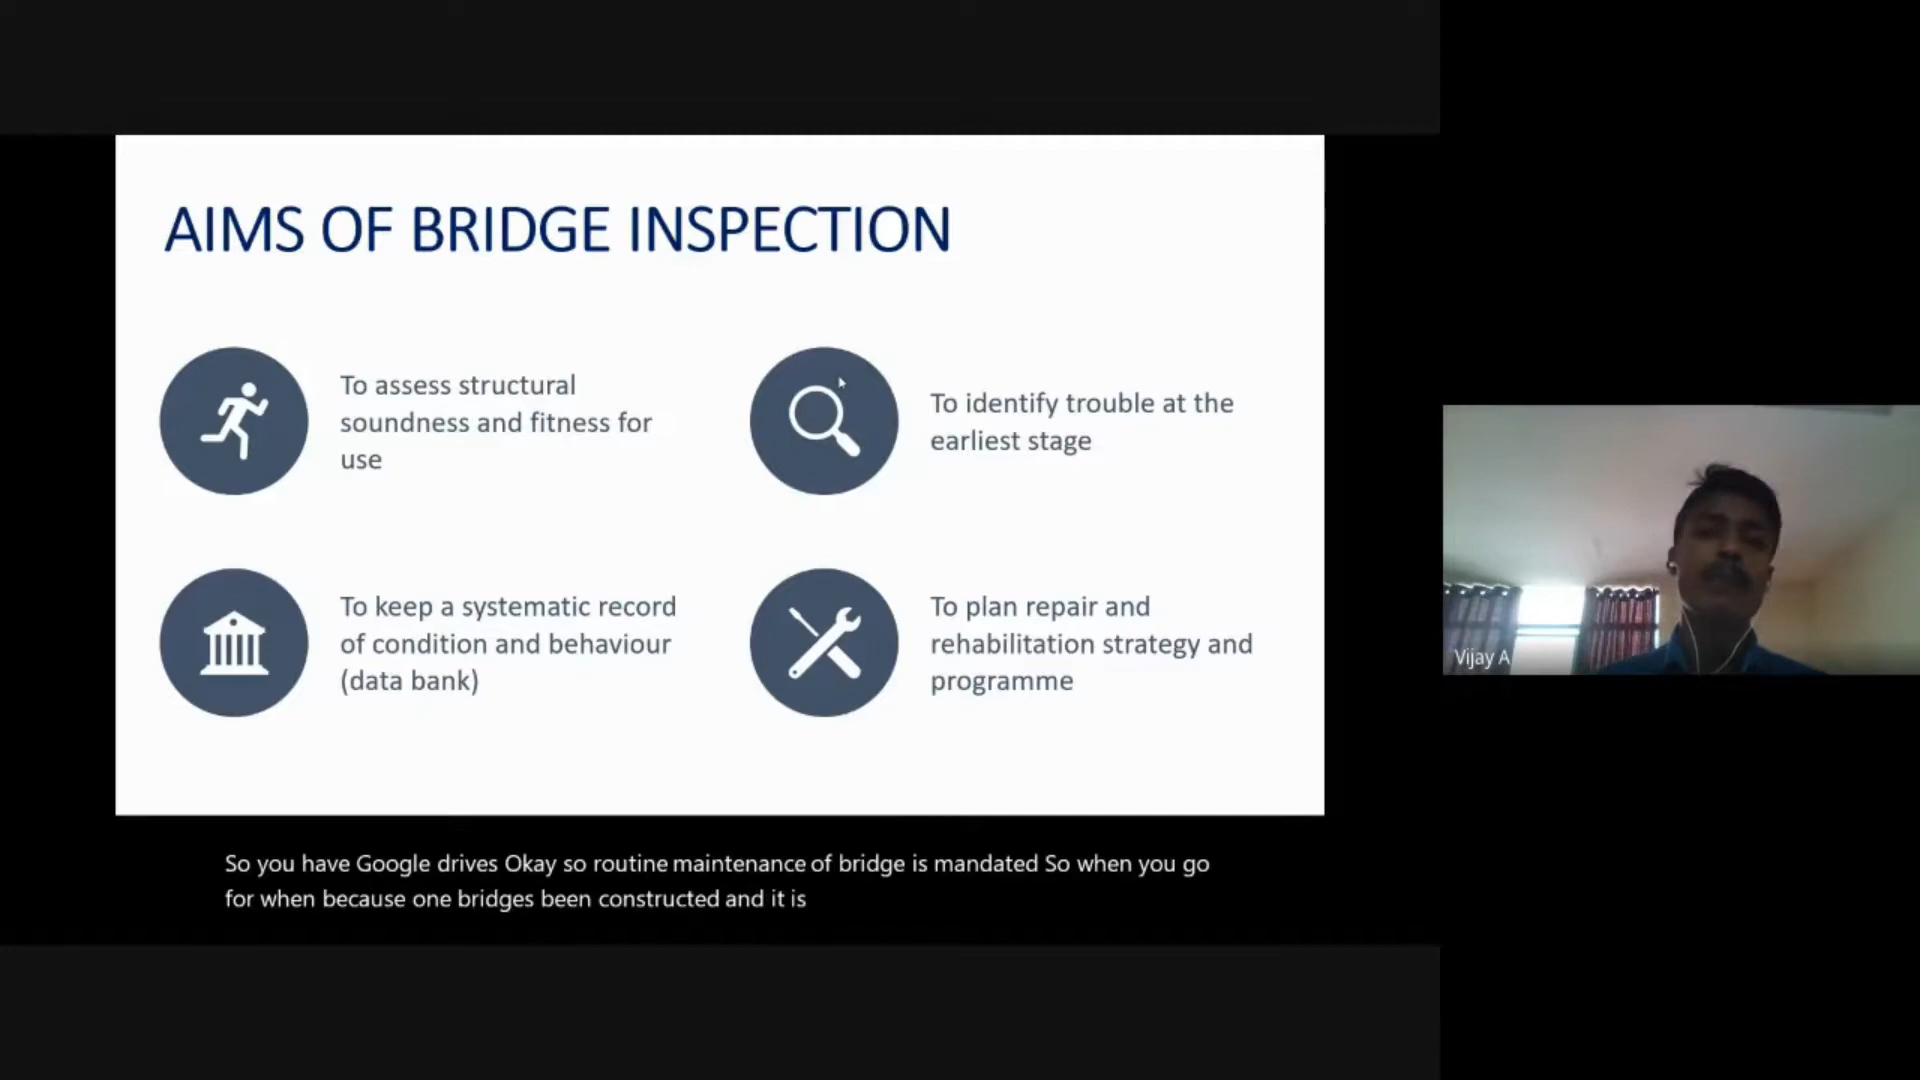 AIMS OF BRIDGE INSPECTION
To assess structural
soundness and fitness for
use
To identify trouble at the
earliest stage
To keep a systematic record
of condition and behaviour
(data bank)
To plan repair and
rehabilitation strategy and
programme
Vijay A
So you have Google drives Okay so routine maintenance of bridge is mandated So when you go
for when because one bridges been constructed and it is